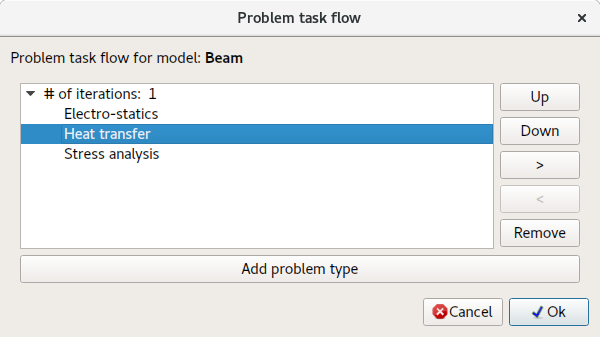 Problem task flow
Problem task flow for model: Beam
# of iterations: 1
Electro-statics
Heat transfer
Stress analysis
Up
Down
>
<
Remove
Add problem type
Cancel
Ok